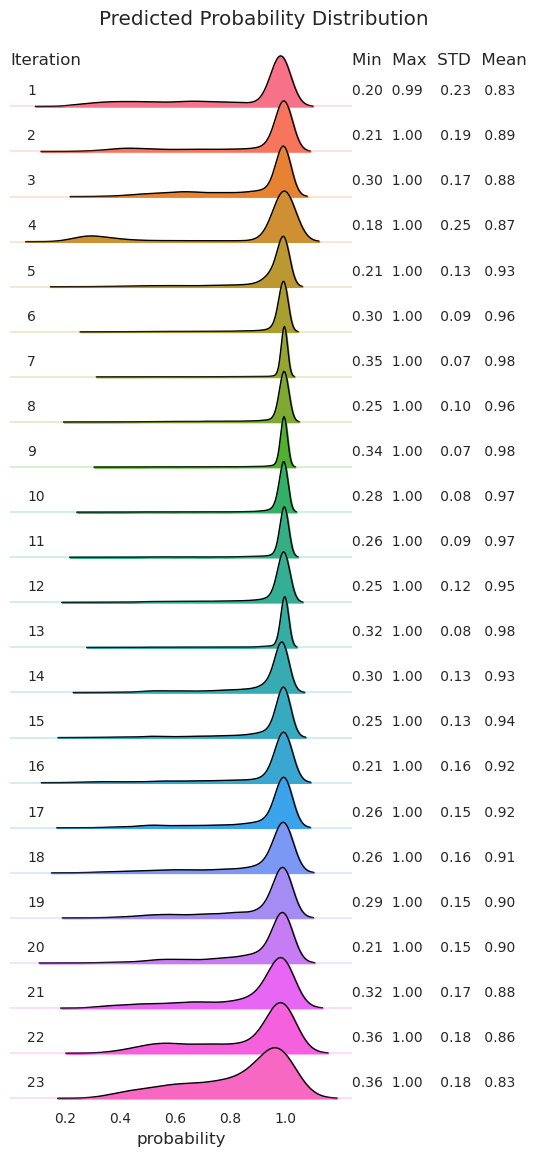 Predicted Probability Distribution
Iteration Min Max STD Mean
1 0.20 0.99 0.23 0.83
2 0.21 1.00 0.19 0.89
3 0.30 1.00 0.17 0.88
4 0.18 1.00 0.25 0.87
5 0.21 1.00 0.13 0.93
6 0.30 1.00 0.09 0.96
7 0.35 1.00 0.07 0.98
8 0.25 1.00 0.10 0.96
9 0.34 1.00 0.07 0.98
10 0.28 1.00 0.08 0.97
11 0.26 1.00 0.09 0.97
12 0.25 1.00 0.12 0.95
13 0.32 1.00 0.08 0.98
14 0.30 1.00 0.13 0.93
15 0.25 1.00 0.13 0.94
16 0.21 1.00 0.16 0.92
17 0.26 1.00 0.15 0.92
18 0.26 1.00 0.16 0.91
19 0.29 1.00 0.15 0.90
20 0.21 1.00 0.15 0.90
21 0.32 1.00 0.17 0.88
22 0.36 1.00 0.18 0.86
23 0.36 1.00 0.18 0.83
0.2 0.4 0.6 0.8 1.0
probability